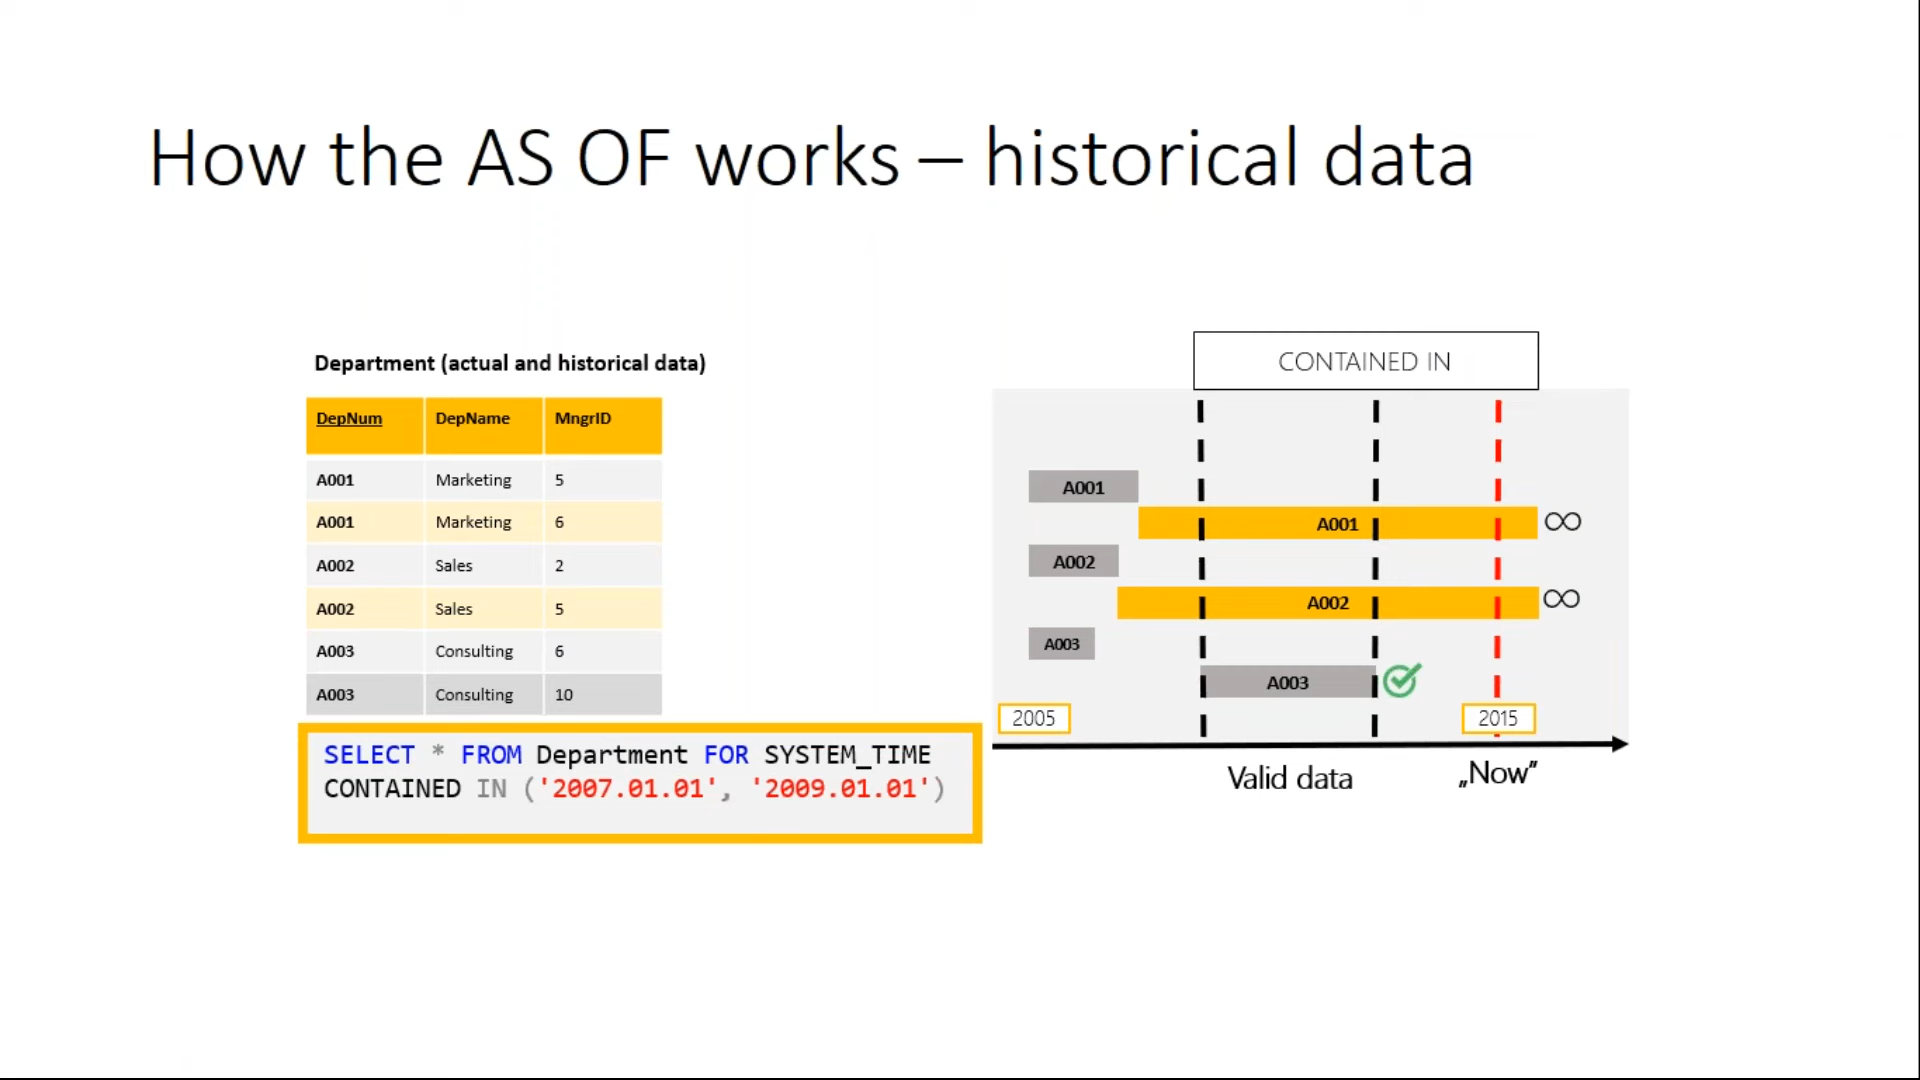 How the AS OF works – historical data
Department (actual and historical data)
DepNum DepName MngrID
A001 Marketing 5
A001 Marketing 6
A002 Sales 2
A002 Sales 5
A003 Consulting 6
A003 Consulting 10
SELECT * FROM Department FOR SYSTEM_TIME
CONTAINED IN ('2007.01.01', '2009.01.01')
CONTAINED IN
A001
A001 ∞
A002
A002 ∞
A003
A003
2005 2015
Valid data „Now”